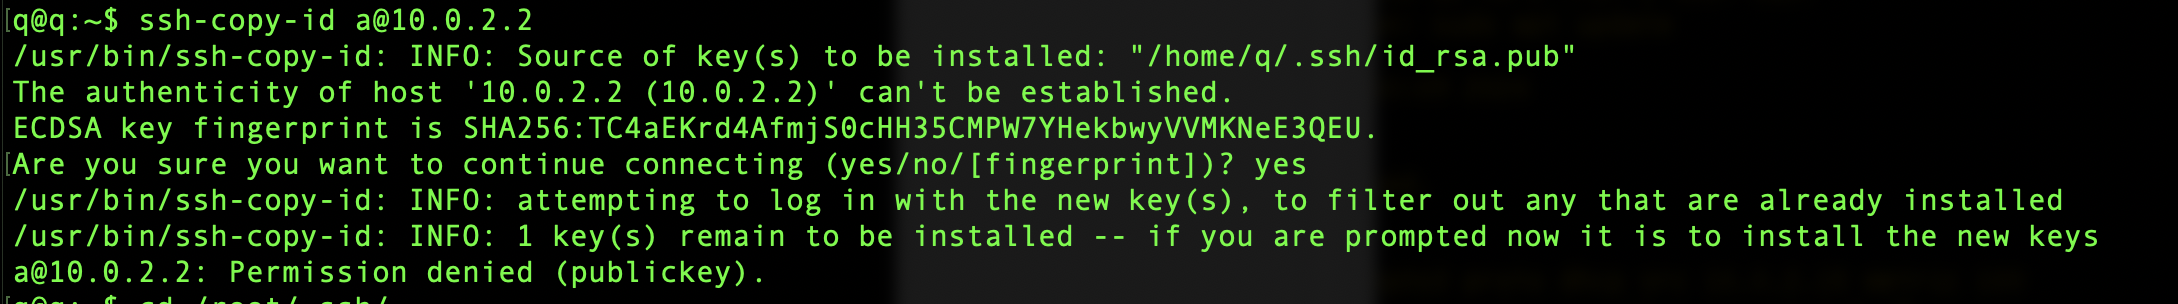 [q@q:~$ ssh-copy-id a@10.0.2.2
/usr/bin/ssh-copy-id: INFO: Source of key(s) to be installed: "/home/q/.ssh/id_rsa.pub"
The authenticity of host '10.0.2.2 (10.0.2.2)' can't be established.
ECDSA key fingerprint is SHA256:TC4aEKrd4AfmjS0cHH35CMPW7YHekbwyVVMKNeE3QEU.
[Are you sure you want to continue connecting (yes/no/[fingerprint])? yes
/usr/bin/ssh-copy-id: INFO: attempting to log in with the new key(s), to filter out any that are already installed
/usr/bin/ssh-copy-id: INFO: 1 key(s) remain to be installed -- if you are prompted now it is to install the new keys
a@10.0.2.2: Permission denied (publickey).
[q@q:~$ cd /root/.ssh/